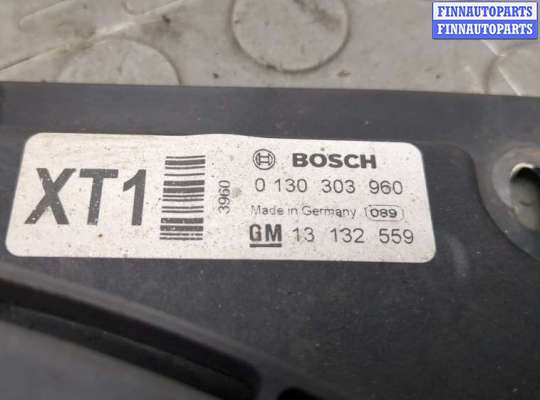 FINNAUTOPARTS
FINNAUTOPARTS
XT1
3960
BOSCH
0 130 303 960
Made in Germany 089
GM 13 132 559